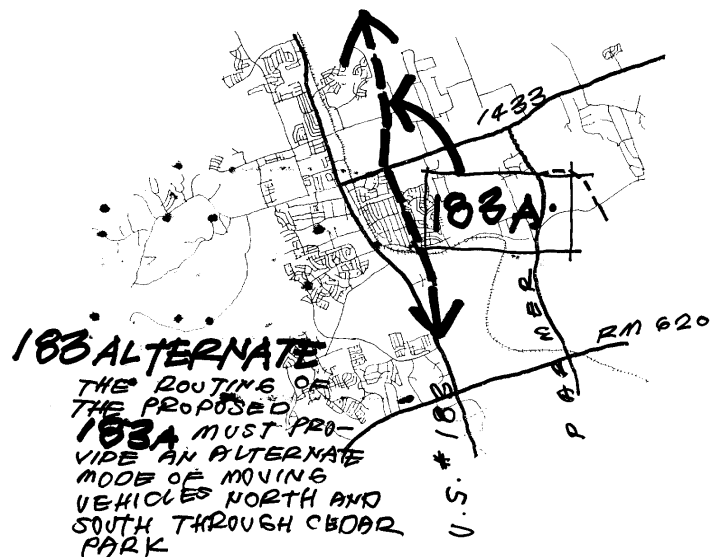 1433
183A
RM 620
PARMER
U.S. # 183
183 ALTERNATE
THE ROUTING OF
THE PROPOSED
183A MUST PRO-
VIDE AN ALTERNATE
MODE OF MOVING
VEHICLES NORTH AND
SOUTH THROUGH CEDAR
PARK